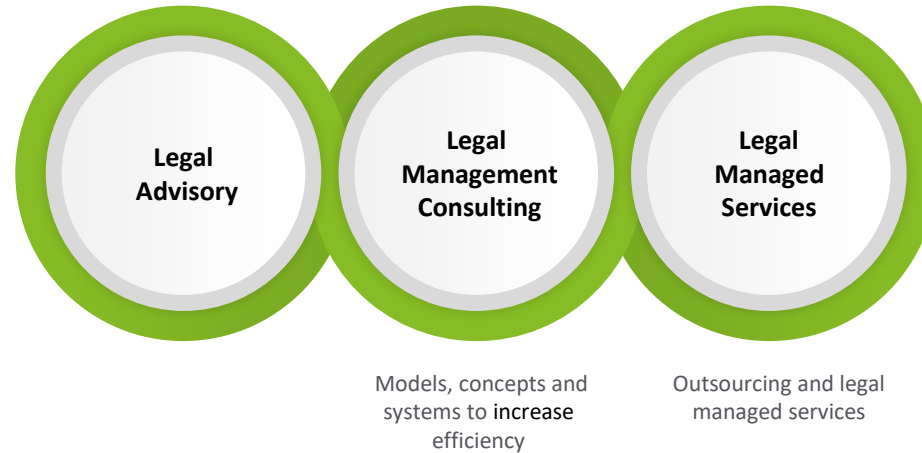 Legal
Advisory
Legal
Management
Consulting
Legal
Managed
Services
Models, concepts and
systems to increase
efficiency
Outsourcing and legal
managed services